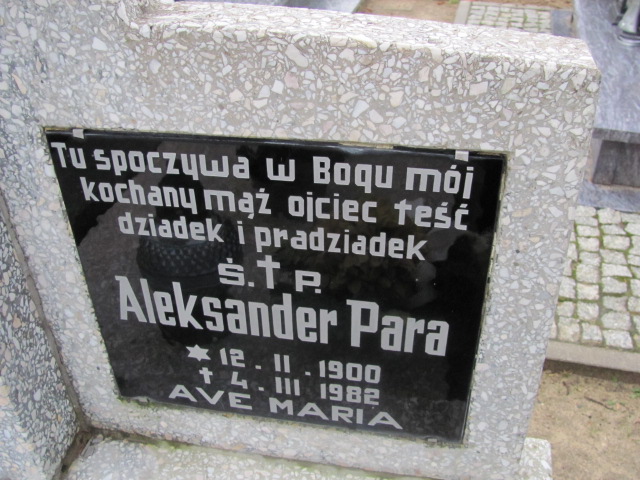 Tu spoczywa w Bogu mój
kochany mąż ojciec teść
dziadek i pradziadek
Ś. † P.
Aleksander Para
* 12 - II - 1900
† 4 - III - 1982
AVE MARIA